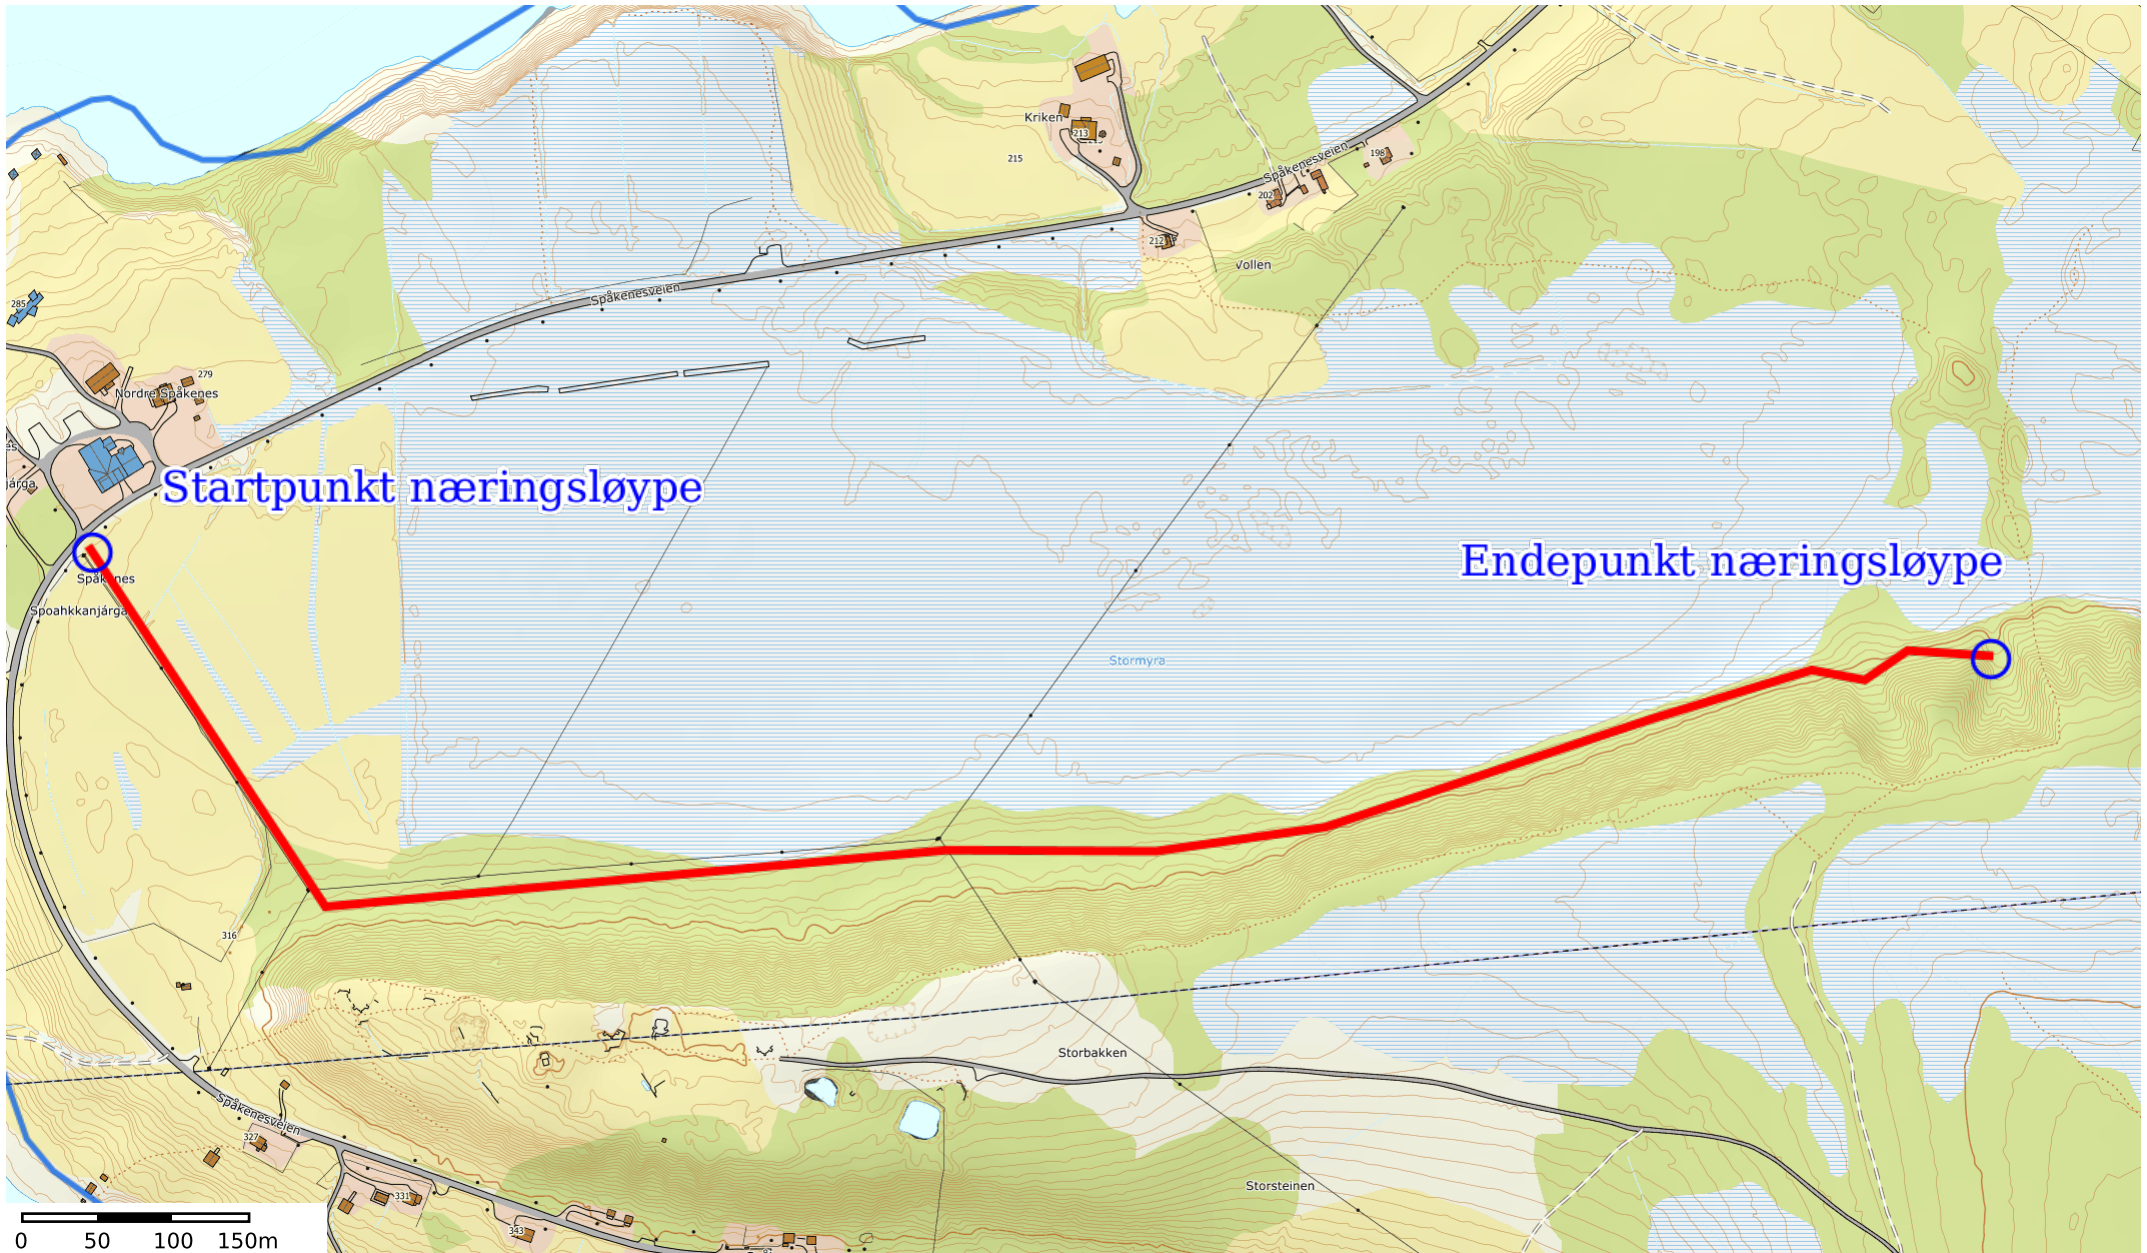 Kriken
213
215
Spåkenesveien
198
202
212
Vollen
285
Spåkenesveien
279
Nordre Spåkenes
Startpunkt næringsløype
Endepunkt næringsløype
Spåkenes
Spoahkkanjárga
Stormyra
316
Storbakken
Spåkenesveien
327
331
Storsteinen
343
0 50 100 150m